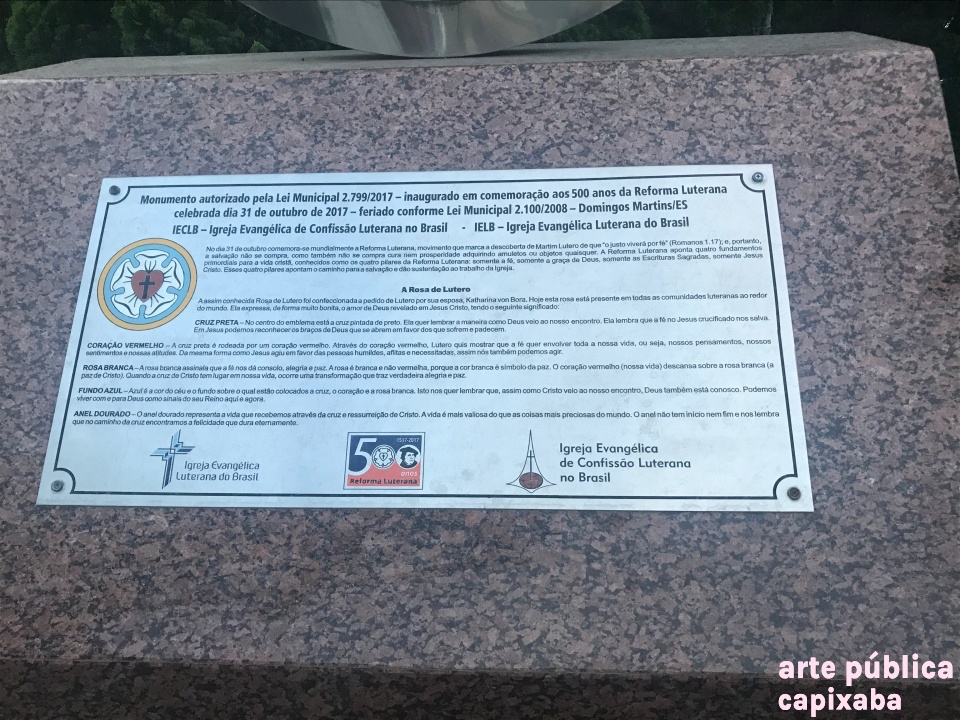 Monumento autorizado pela Lei Municipal 2.799/2017 – inaugurado em comemoração aos 500 anos da Reforma Luterana
celebrada dia 31 de outubro de 2017 – feriado conforme Lei Municipal 2.100/2008 – Domingos Martins/ES
IECLB – Igreja Evangélica de Confissão Luterana no Brasil - IELB – Igreja Evangélica Luterana do Brasil
No dia 31 de outubro comemora-se mundialmente a Reforma Luterana, movimento que marca a descoberta de Martim Lutero de que "o justo viverá por fé" (Romanos 1.17); e, portanto,
a salvação não se compra, como também não se compra cura nem prosperidade adquirindo amuletos ou objetos quaisquer. A Reforma Luterana aponta quatro fundamentos
primordiais para a vida cristã, conhecidos como os quatro pilares da Reforma Luterana: somente a fé, somente a graça de Deus, somente as Escrituras Sagradas, somente Jesus
Cristo. Esses quatro pilares apontam o caminho para a salvação e dão sustentação ao trabalho da Igreja.
A Rosa de Lutero
A assim conhecida Rosa de Lutero foi confeccionada a pedido de Lutero por sua esposa, Katharina von Bora. Hoje esta rosa está presente em todas as comunidades luteranas ao redor
do mundo. Ela expressa, de forma muito bonita, o amor de Deus revelado em Jesus Cristo, tendo o seguinte significado:
CRUZ PRETA – No centro do emblema está a cruz pintada de preto. Ela quer lembrar a maneira como Deus veio ao nosso encontro. Ela lembra que a fé no Jesus crucificado nos salva.
Em Jesus podemos reconhecer os braços de Deus que se abrem em favor dos que sofrem e padecem.
CORAÇÃO VERMELHO – A cruz preta é rodeada por um coração vermelho. Através do coração vermelho, Lutero quis mostrar que a fé quer envolver toda a nossa vida, ou seja, nossos pensamentos, nossos
sentimentos e nossas atitudes. Da mesma forma como Jesus agiu em favor das pessoas humildes, aflitas e necessitadas, assim nós também podemos agir.
ROSA BRANCA – A rosa branca assinala que a fé nos dá consolo, alegria e paz. A rosa é branca e não vermelha, porque a cor branca é símbolo da paz. O coração vermelho (nossa vida) descansa sobre a rosa branca (a
paz de Cristo). Quando a cruz de Cristo tem lugar em nossa vida, ocorre uma transformação que traz verdadeira alegria e paz.
FUNDO AZUL – Azul é a cor do céu e o fundo sobre o qual estão colocados a cruz, o coração e a rosa branca. Isto nos quer lembrar que, assim como Cristo veio ao nosso encontro, Deus também está conosco. Podemos
viver com e para Deus como sinais do seu Reino aqui e agora.
ANEL DOURADO – O anel dourado representa a vida que recebemos através da cruz e ressurreição de Cristo. A vida é mais valiosa do que as coisas mais preciosas do mundo. O anel não tem início nem fim e nos lembra
que no caminho da cruz encontramos a felicidade que dura eternamente.
Igreja Evangélica
Luterana do Brasil
1517-2017
500
anos
Reforma Luterana
Igreja Evangélica
de Confissão Luterana
no Brasil
arte pública
capixaba